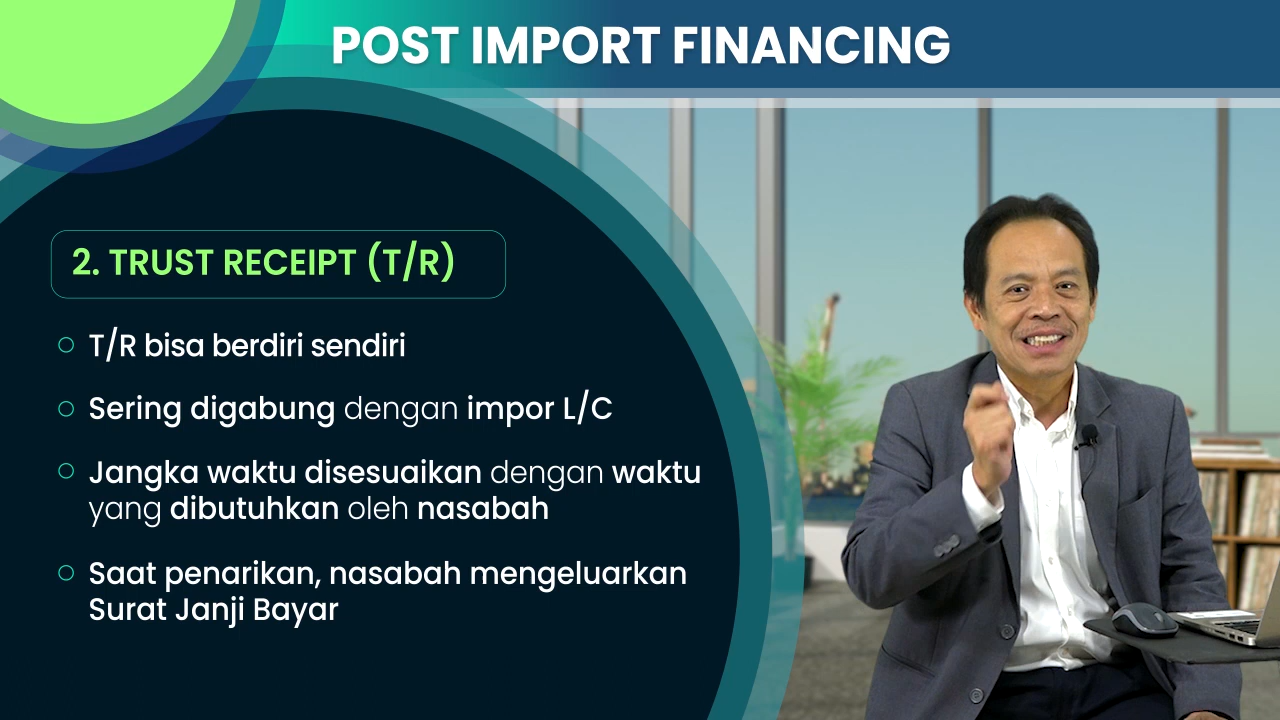 POST IMPORT FINANCING
2. TRUST RECEIPT (T/R)
T/R bisa berdiri sendiri
Sering digabung dengan impor L/C
Jangka waktu disesuaikan dengan waktu
yang dibutuhkan oleh nasabah
Saat penarikan, nasabah mengeluarkan
Surat Janji Bayar